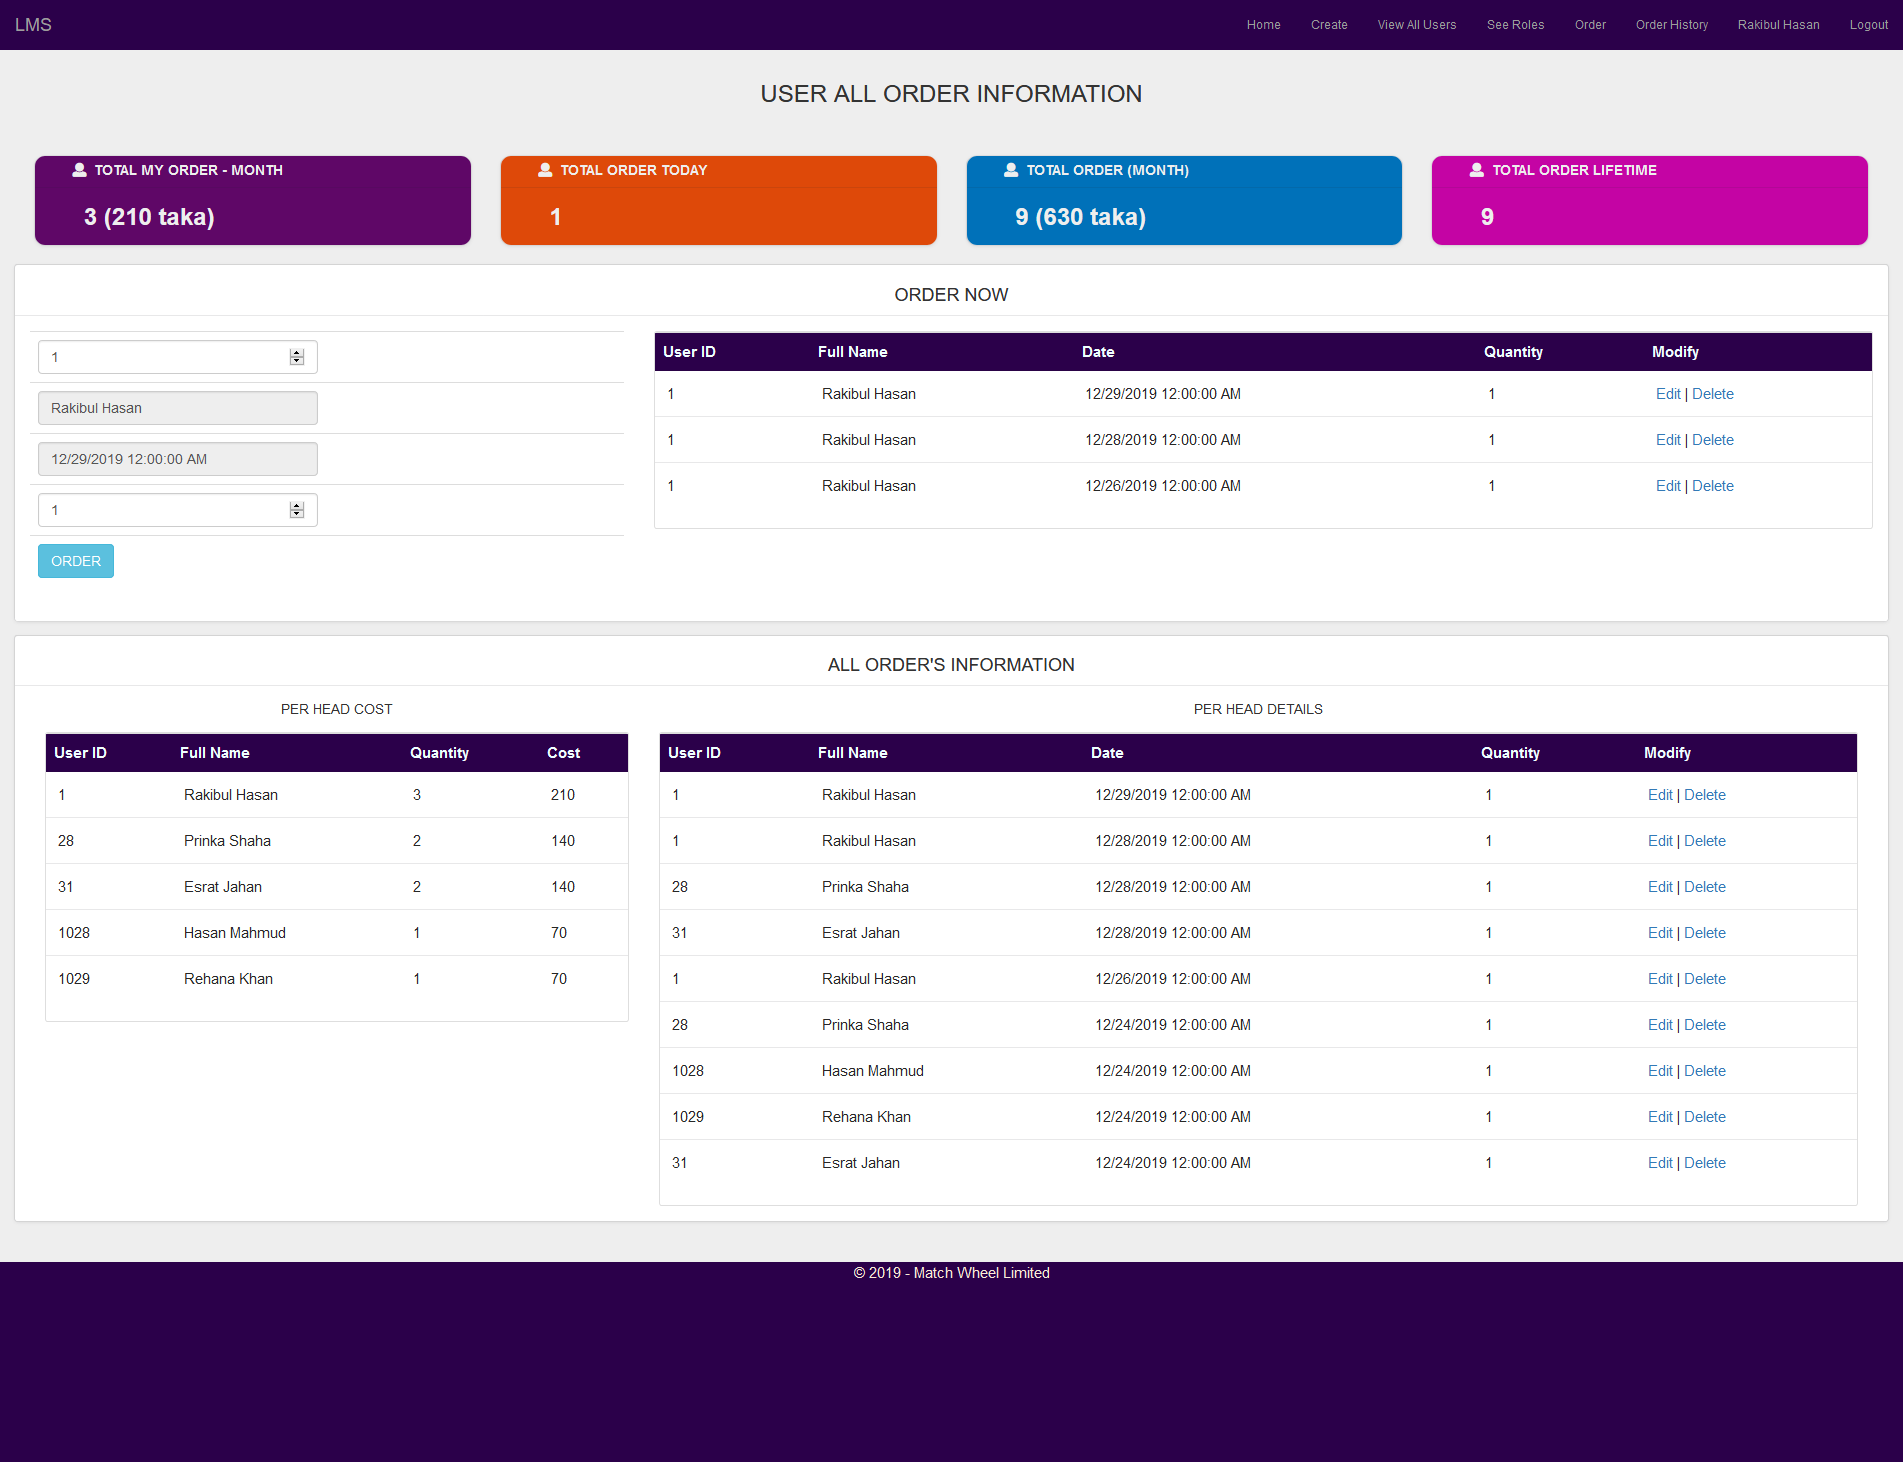 LMS Home Create View All Users See Roles Order Order History Rakibul Hasan Logout
USER ALL ORDER INFORMATION
TOTAL MY ORDER - MONTH
3 (210 taka)
TOTAL ORDER TODAY
1
TOTAL ORDER (MONTH)
9 (630 taka)
TOTAL ORDER LIFETIME
9
ORDER NOW
1
Rakibul Hasan
12/29/2019 12:00:00 AM
1
ORDER
User ID Full Name Date Quantity Modify
1 Rakibul Hasan 12/29/2019 12:00:00 AM 1 Edit | Delete
1 Rakibul Hasan 12/28/2019 12:00:00 AM 1 Edit | Delete
1 Rakibul Hasan 12/26/2019 12:00:00 AM 1 Edit | Delete
ALL ORDER'S INFORMATION
PER HEAD COST
User ID Full Name Quantity Cost
1 Rakibul Hasan 3 210
28 Prinka Shaha 2 140
31 Esrat Jahan 2 140
1028 Hasan Mahmud 1 70
1029 Rehana Khan 1 70
PER HEAD DETAILS
User ID Full Name Date Quantity Modify
1 Rakibul Hasan 12/29/2019 12:00:00 AM 1 Edit | Delete
1 Rakibul Hasan 12/28/2019 12:00:00 AM 1 Edit | Delete
28 Prinka Shaha 12/28/2019 12:00:00 AM 1 Edit | Delete
31 Esrat Jahan 12/28/2019 12:00:00 AM 1 Edit | Delete
1 Rakibul Hasan 12/26/2019 12:00:00 AM 1 Edit | Delete
28 Prinka Shaha 12/24/2019 12:00:00 AM 1 Edit | Delete
1028 Hasan Mahmud 12/24/2019 12:00:00 AM 1 Edit | Delete
1029 Rehana Khan 12/24/2019 12:00:00 AM 1 Edit | Delete
31 Esrat Jahan 12/24/2019 12:00:00 AM 1 Edit | Delete
© 2019 - Match Wheel Limited